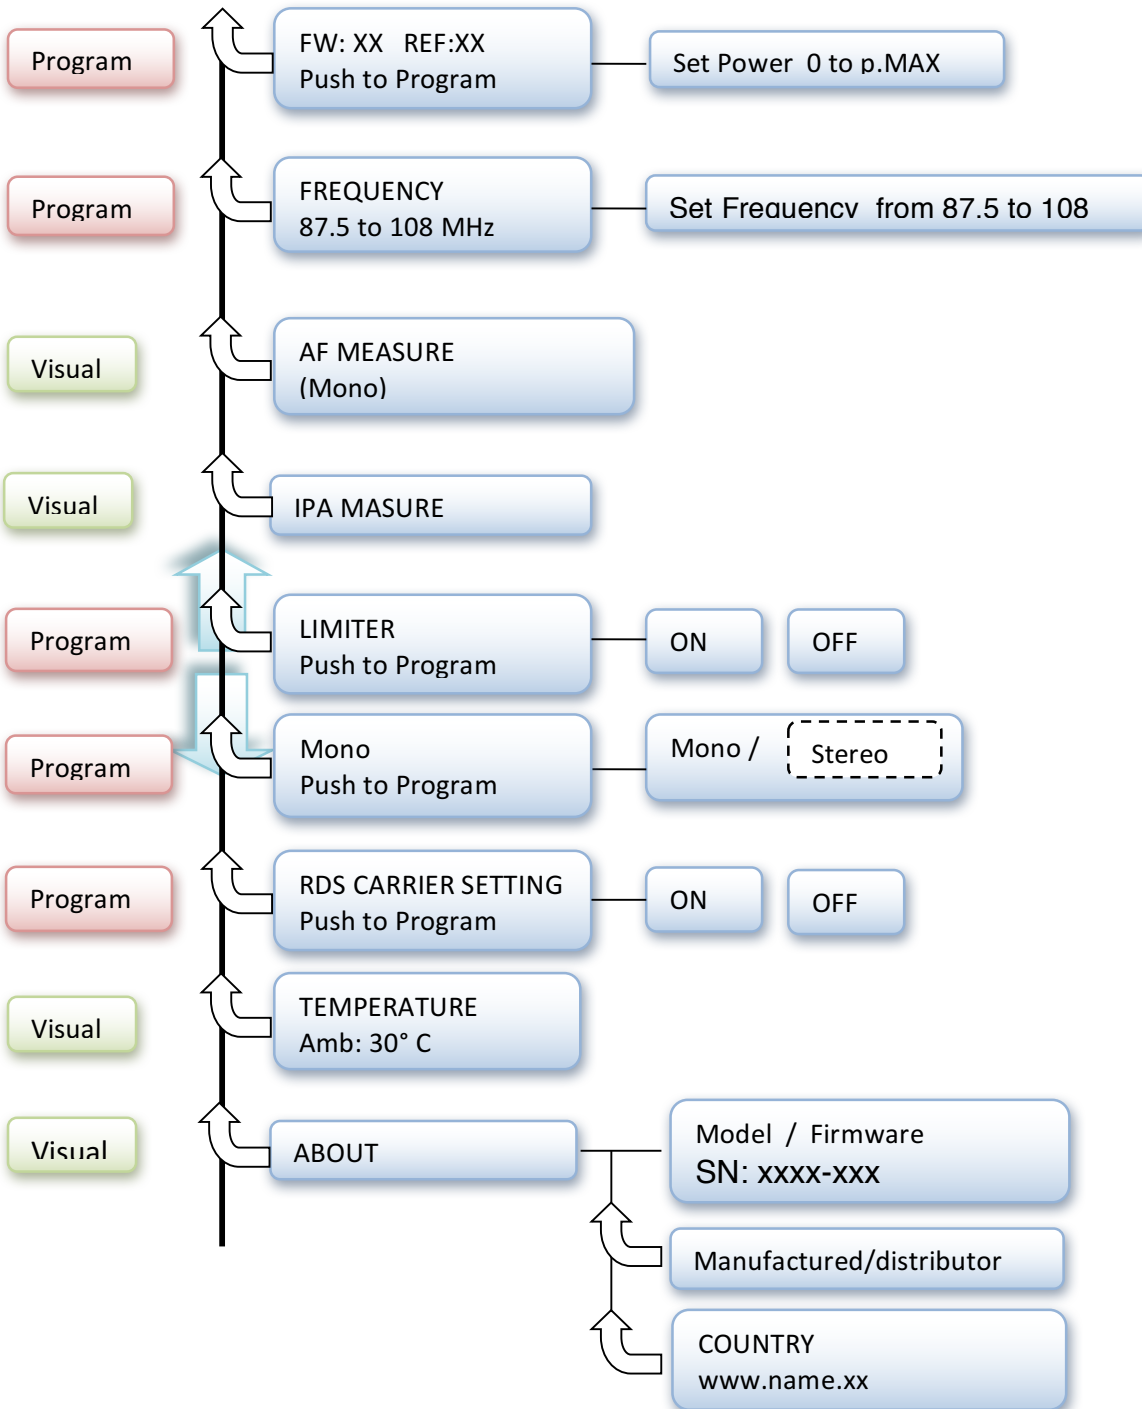 Program
FW: XX REF:XX
Push to Program
Set Power 0 to p.MAX
Program
FREQUENCY
87.5 to 108 MHz
Set Frequency from 87.5 to 108
Visual
AF MEASURE
(Mono)
Visual
IPA MASURE
Program
LIMITER
Push to Program
ON
OFF
Program
Mono
Push to Program
Mono /
Stereo
Program
RDS CARRIER SETTING
Push to Program
ON
OFF
Visual
TEMPERATURE
Amb: 30° C
Visual
ABOUT
Model / Firmware
SN: xxxx-xxx
Manufactured/distributor
COUNTRY
www.name.xx